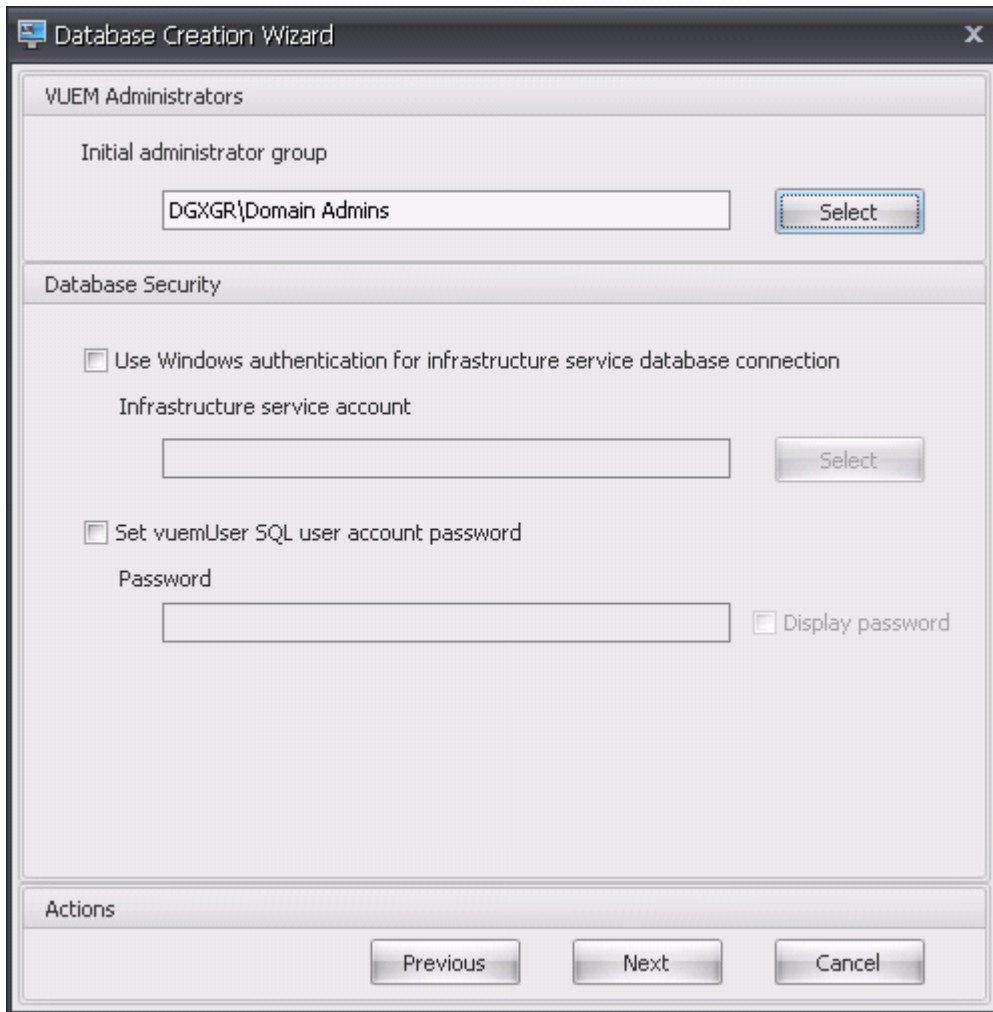 Database Creation Wizard
VUEM Administrators
Initial administrator group
DGXGR\Domain Admins
Select
Database Security
Use Windows authentication for infrastructure service database connection
Infrastructure service account
Select
Set vuemUser SQL user account password
Password
Display password
Actions
Previous Next Cancel